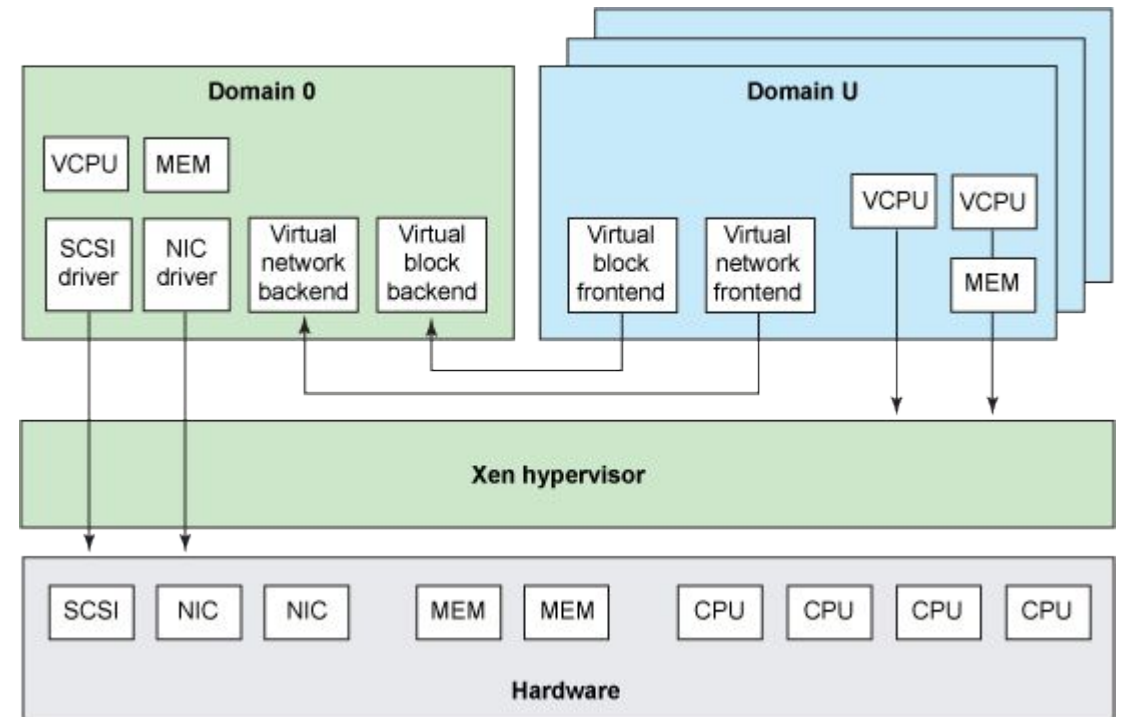 Domain 0
VCPU
MEM
SCSI
driver
NIC
driver
Virtual
network
backend
Virtual
block
backend
Domain U
Virtual
block
frontend
Virtual
network
frontend
VCPU
VCPU
MEM
Xen hypervisor
SCSI
NIC
NIC
MEM
MEM
CPU
CPU
CPU
CPU
Hardware